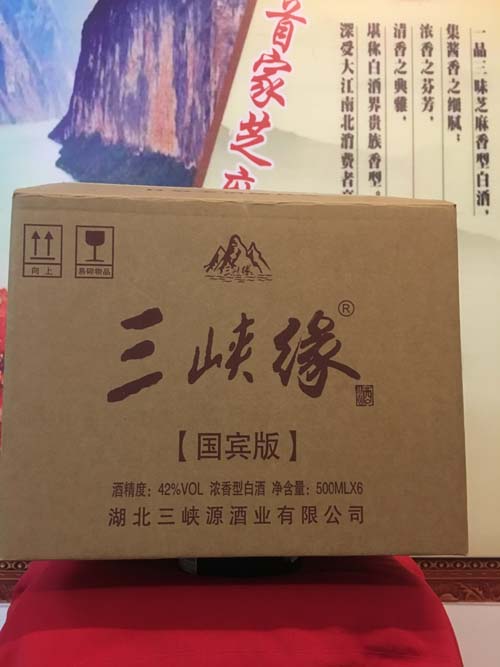 首家芝
一品三味芝麻香型白酒，
集酱香之细腻；
浓香之芬芳，
清香之典雅，
堪称白酒界贵族香型
深受大江南北消费者
向上
易碎物品
三峡缘
三峡缘®
【国宾版】
酒精度：42%VOL 浓香型白酒 净含量：500MLX6
湖北三峡源酒业有限公司